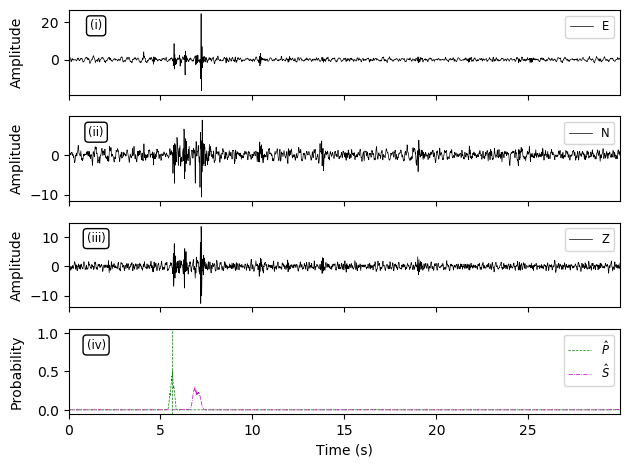 (i)
E
Amplitude
20
0
(ii)
N
Amplitude
0
−10
(iii)
Z
Amplitude
10
0
−10
(iv)
P̂
Ŝ
Probability
1.0
0.5
0.0
0 5 10 15 20 25
Time (s)